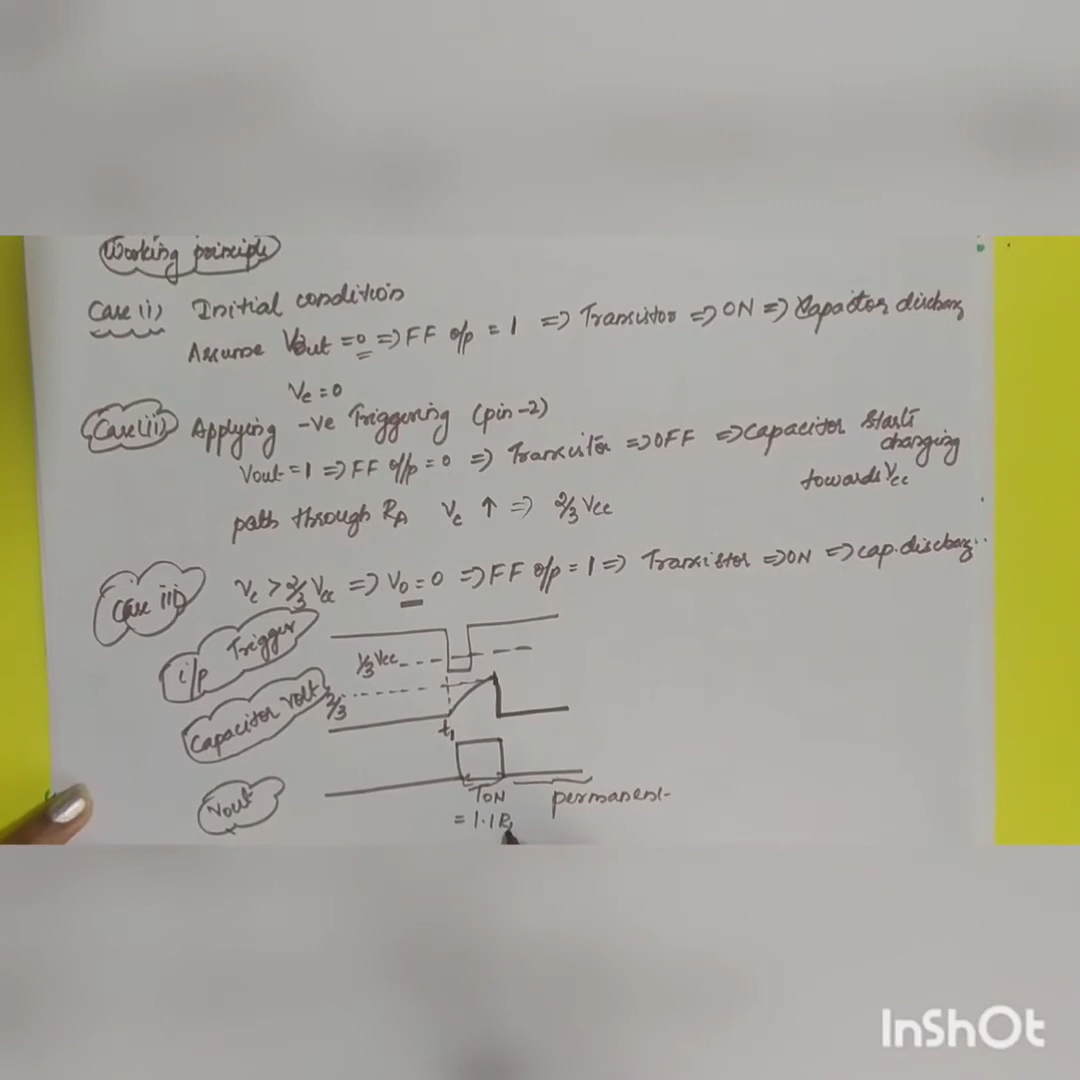 Working principle
Case (i) Initial condition
Assume Vout = 0 => FF o/p = 1 => Transistor => ON => Capacitor discharg
Vc = 0
Case (ii) Applying -ve Triggering (pin-2)
Vout = 1 => FF o/p = 0 => Transistor => OFF => Capacitor starts charging
towards Vcc
path through RA Vc ↑ => 2/3 Vcc
Case iii) Vc > 2/3 Vcc => Vo = 0 => FF o/p = 1 => Transistor => ON => cap. discharg..
i/p Trigger
1/3 Vcc
Capacitor volt
2/3
t1
Vout
TON
permanent
= 1.1 R
InShOt